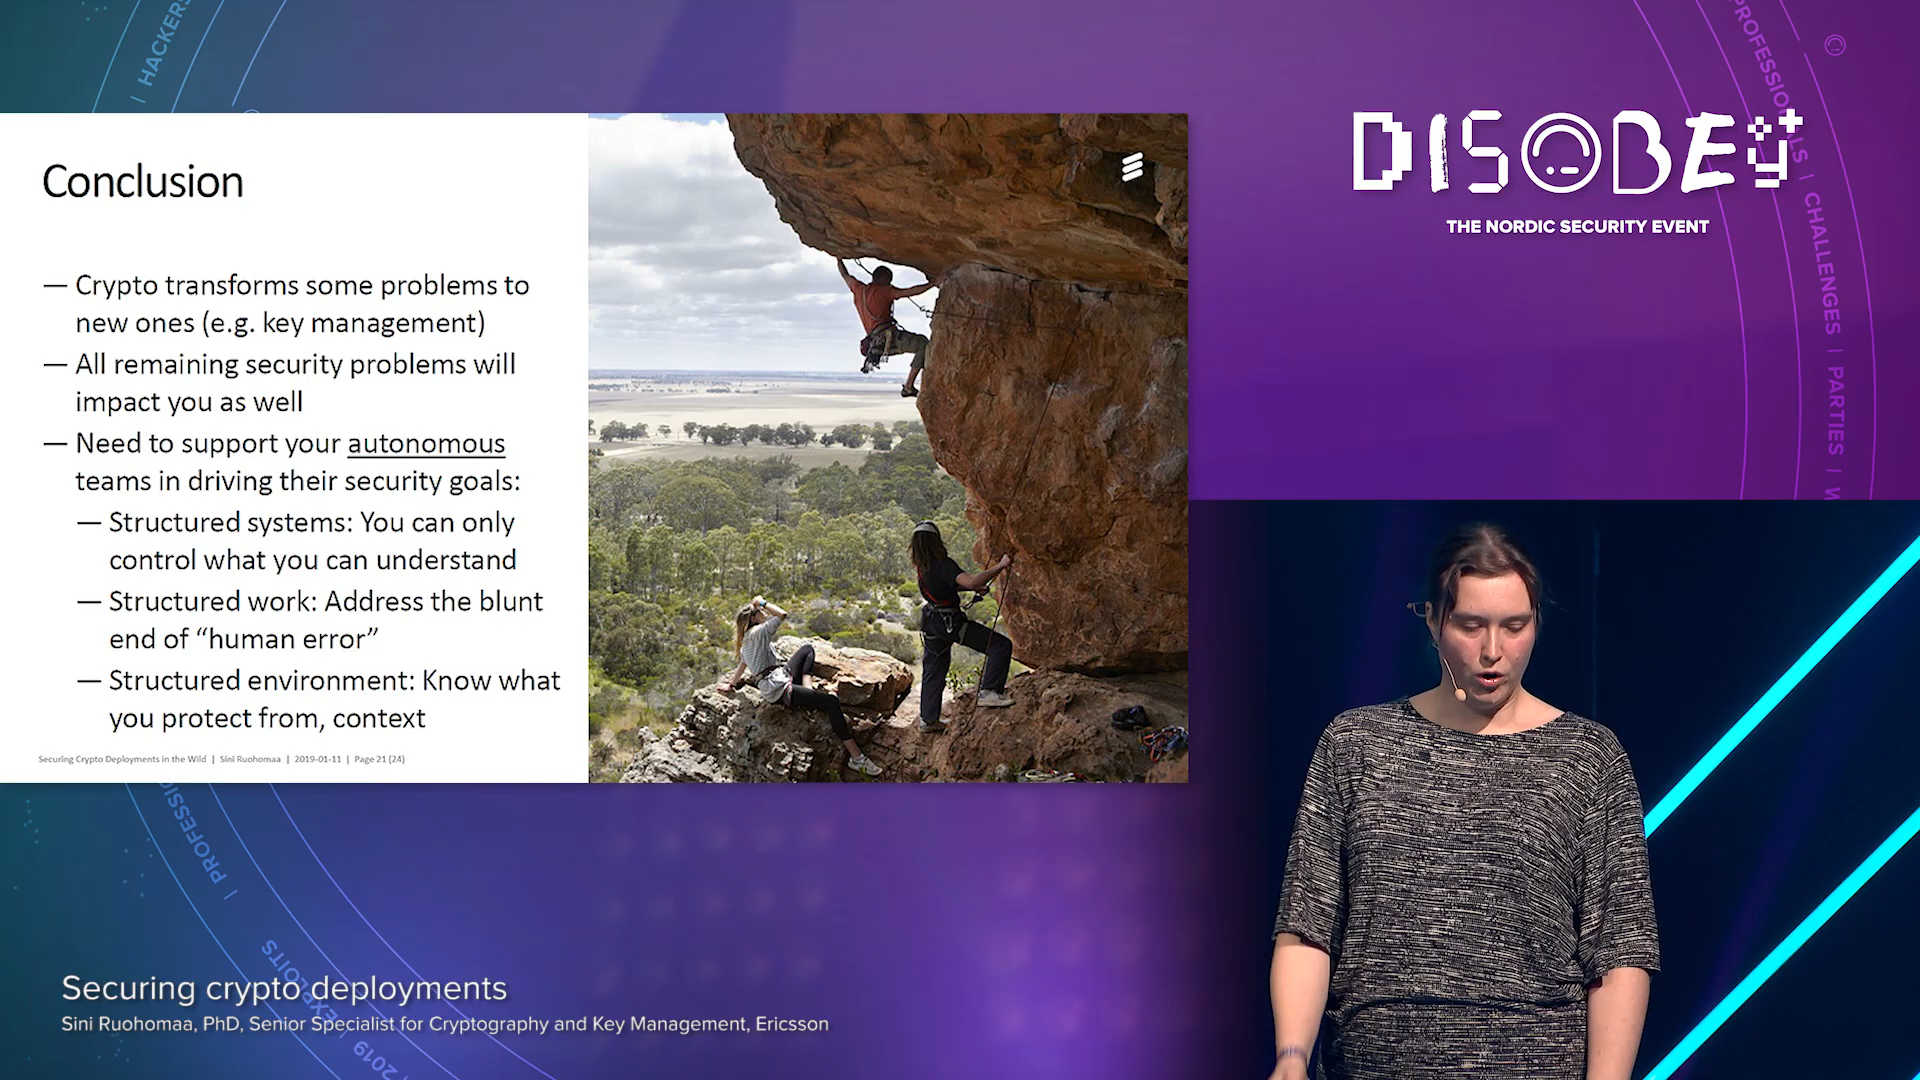 HACKERS
PROFESSIONALS | CHALLENGES | PARTIES |
DISOBEY
THE NORDIC SECURITY EVENT
Conclusion
— Crypto transforms some problems to
new ones (e.g. key management)
— All remaining security problems will
impact you as well
— Need to support your autonomous
teams in driving their security goals:
— Structured systems: You can only
control what you can understand
— Structured work: Address the blunt
end of “human error”
— Structured environment: Know what
you protect from, context
Securing Crypto Deployments in the Wild | Sini Ruohomaa | 2019-01-11 | Page 21 (24)
PROFESSI
EXPLOITS
2019
Securing crypto deployments
Sini Ruohomaa, PhD, Senior Specialist for Cryptography and Key Management, Ericsson